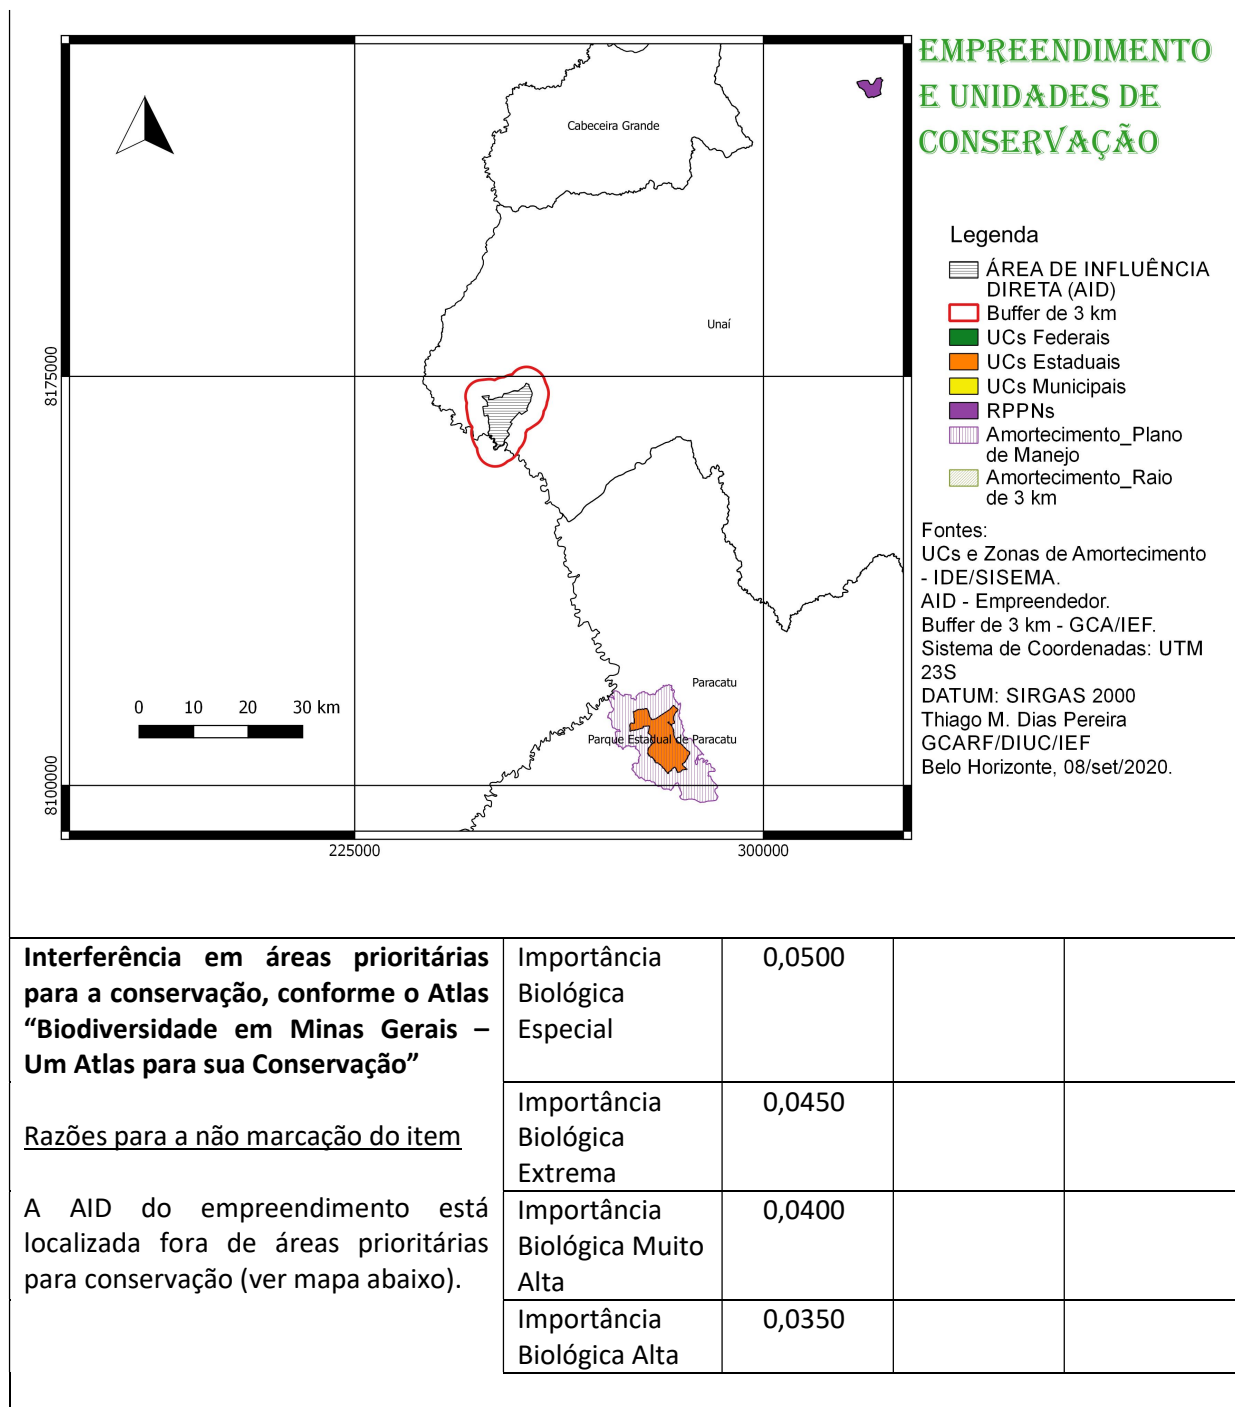 EMPREENDIMENTO
E UNIDADES DE
CONSERVAÇÃO
Cabeceira Grande
Unaí
Paracatu
Parque Estadual de Paracatu
0 10 20 30 km
8175000
8100000
225000
300000
Legenda
ÁREA DE INFLUÊNCIA
DIRETA (AID)
Buffer de 3 km
UCs Federais
UCs Estaduais
UCs Municipais
RPPNs
Amortecimento_Plano
de Manejo
Amortecimento_Raio
de 3 km
Fontes:
UCs e Zonas de Amortecimento
- IDE/SISEMA.
AID - Empreendedor.
Buffer de 3 km - GCA/IEF.
Sistema de Coordenadas: UTM
23S
DATUM: SIRGAS 2000
Thiago M. Dias Pereira
GCARF/DIUC/IEF
Belo Horizonte, 08/set/2020.
Interferência em áreas prioritárias
para a conservação, conforme o Atlas
“Biodiversidade em Minas Gerais –
Um Atlas para sua Conservação”
Razões para a não marcação do item
A AID do empreendimento está
localizada fora de áreas prioritárias
para conservação (ver mapa abaixo).
Importância
Biológica
Especial
0,0500
Importância
Biológica
Extrema
0,0450
Importância
Biológica Muito
Alta
0,0400
Importância
Biológica Alta
0,0350